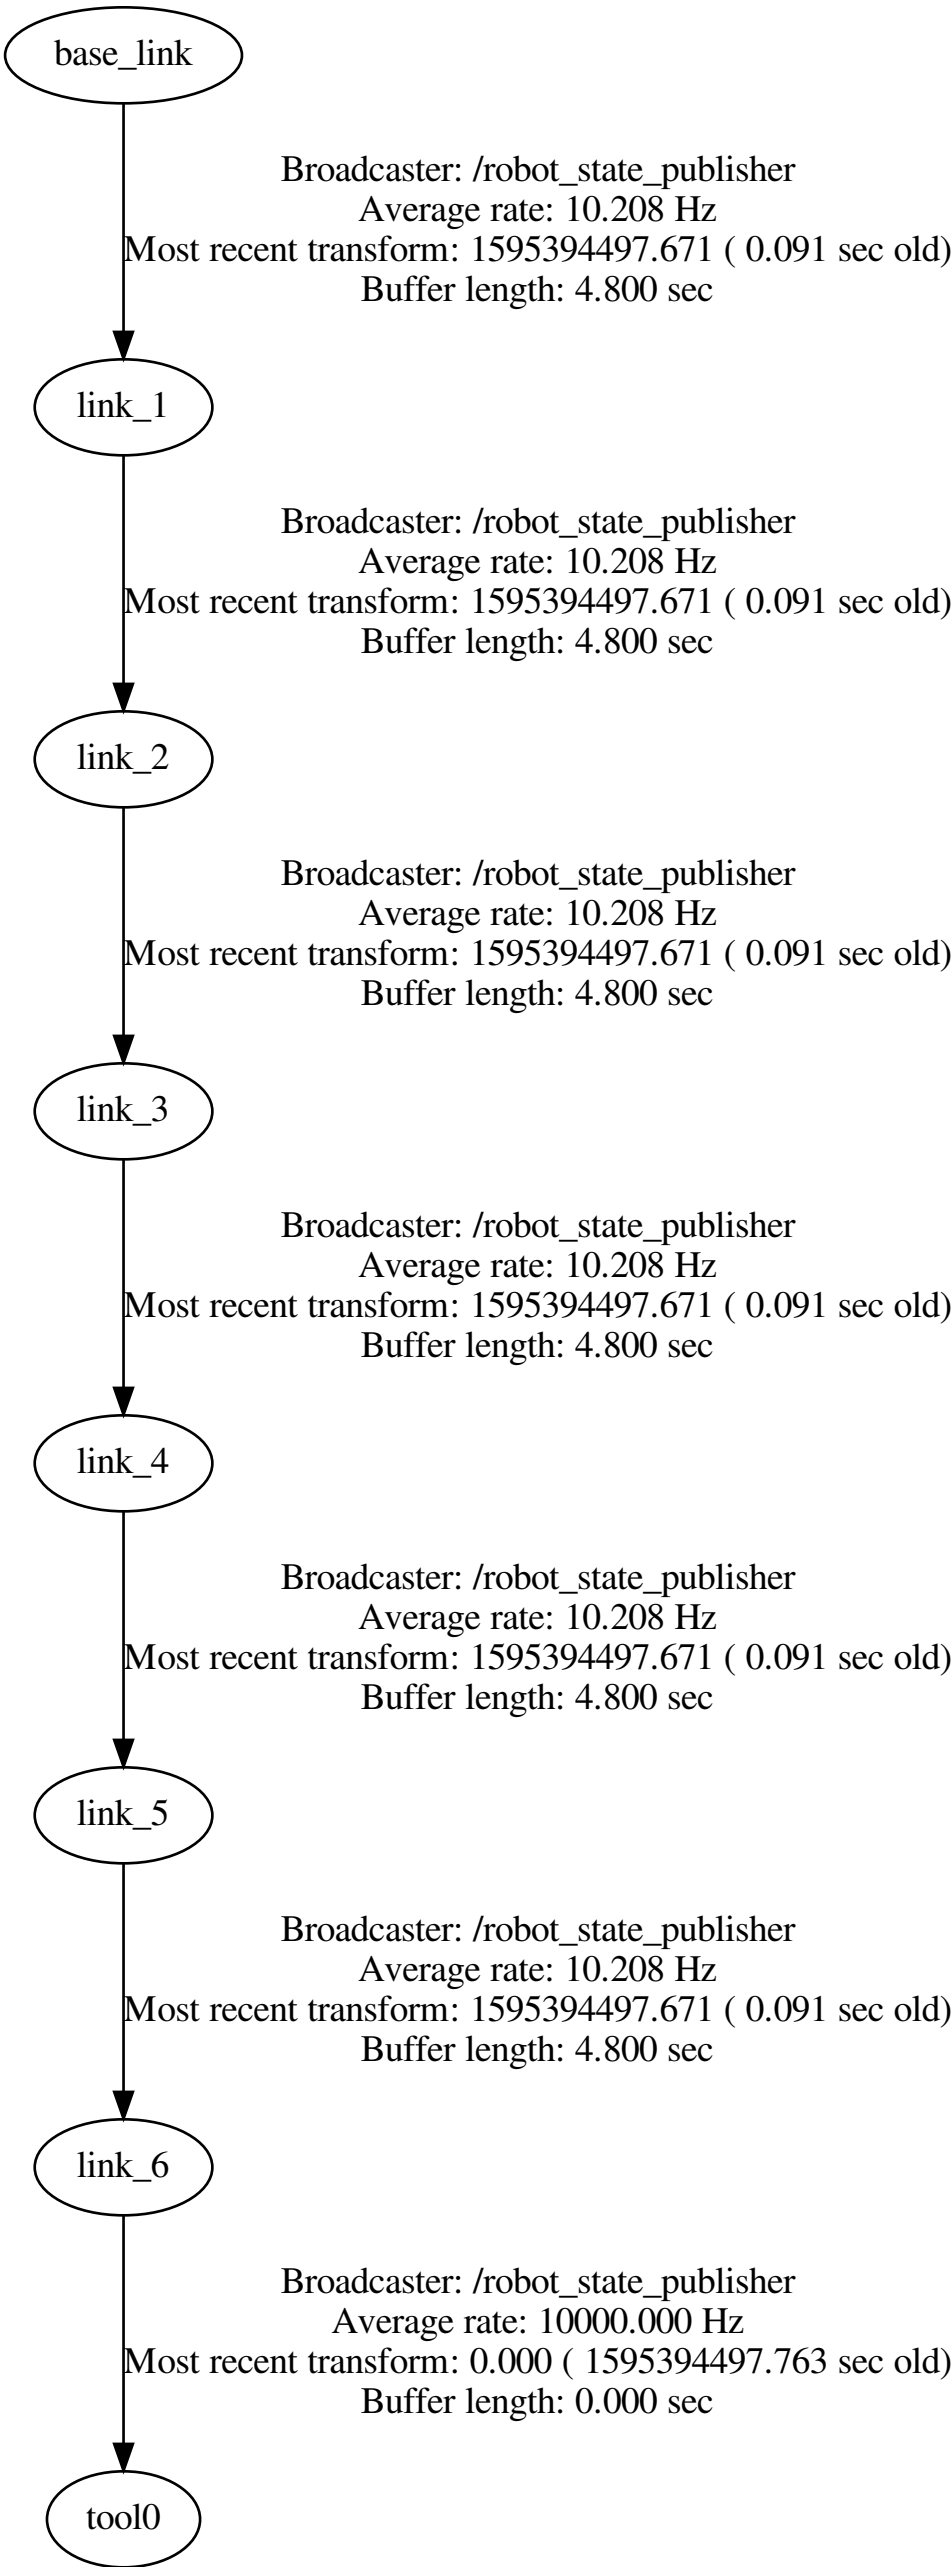 base_link
Broadcaster: /robot_state_publisher
Average rate: 10.208 Hz
Most recent transform: 1595394497.671 ( 0.091 sec old)
Buffer length: 4.800 sec
link_1
Broadcaster: /robot_state_publisher
Average rate: 10.208 Hz
Most recent transform: 1595394497.671 ( 0.091 sec old)
Buffer length: 4.800 sec
link_2
Broadcaster: /robot_state_publisher
Average rate: 10.208 Hz
Most recent transform: 1595394497.671 ( 0.091 sec old)
Buffer length: 4.800 sec
link_3
Broadcaster: /robot_state_publisher
Average rate: 10.208 Hz
Most recent transform: 1595394497.671 ( 0.091 sec old)
Buffer length: 4.800 sec
link_4
Broadcaster: /robot_state_publisher
Average rate: 10.208 Hz
Most recent transform: 1595394497.671 ( 0.091 sec old)
Buffer length: 4.800 sec
link_5
Broadcaster: /robot_state_publisher
Average rate: 10.208 Hz
Most recent transform: 1595394497.671 ( 0.091 sec old)
Buffer length: 4.800 sec
link_6
Broadcaster: /robot_state_publisher
Average rate: 10000.000 Hz
Most recent transform: 0.000 ( 1595394497.763 sec old)
Buffer length: 0.000 sec
tool0